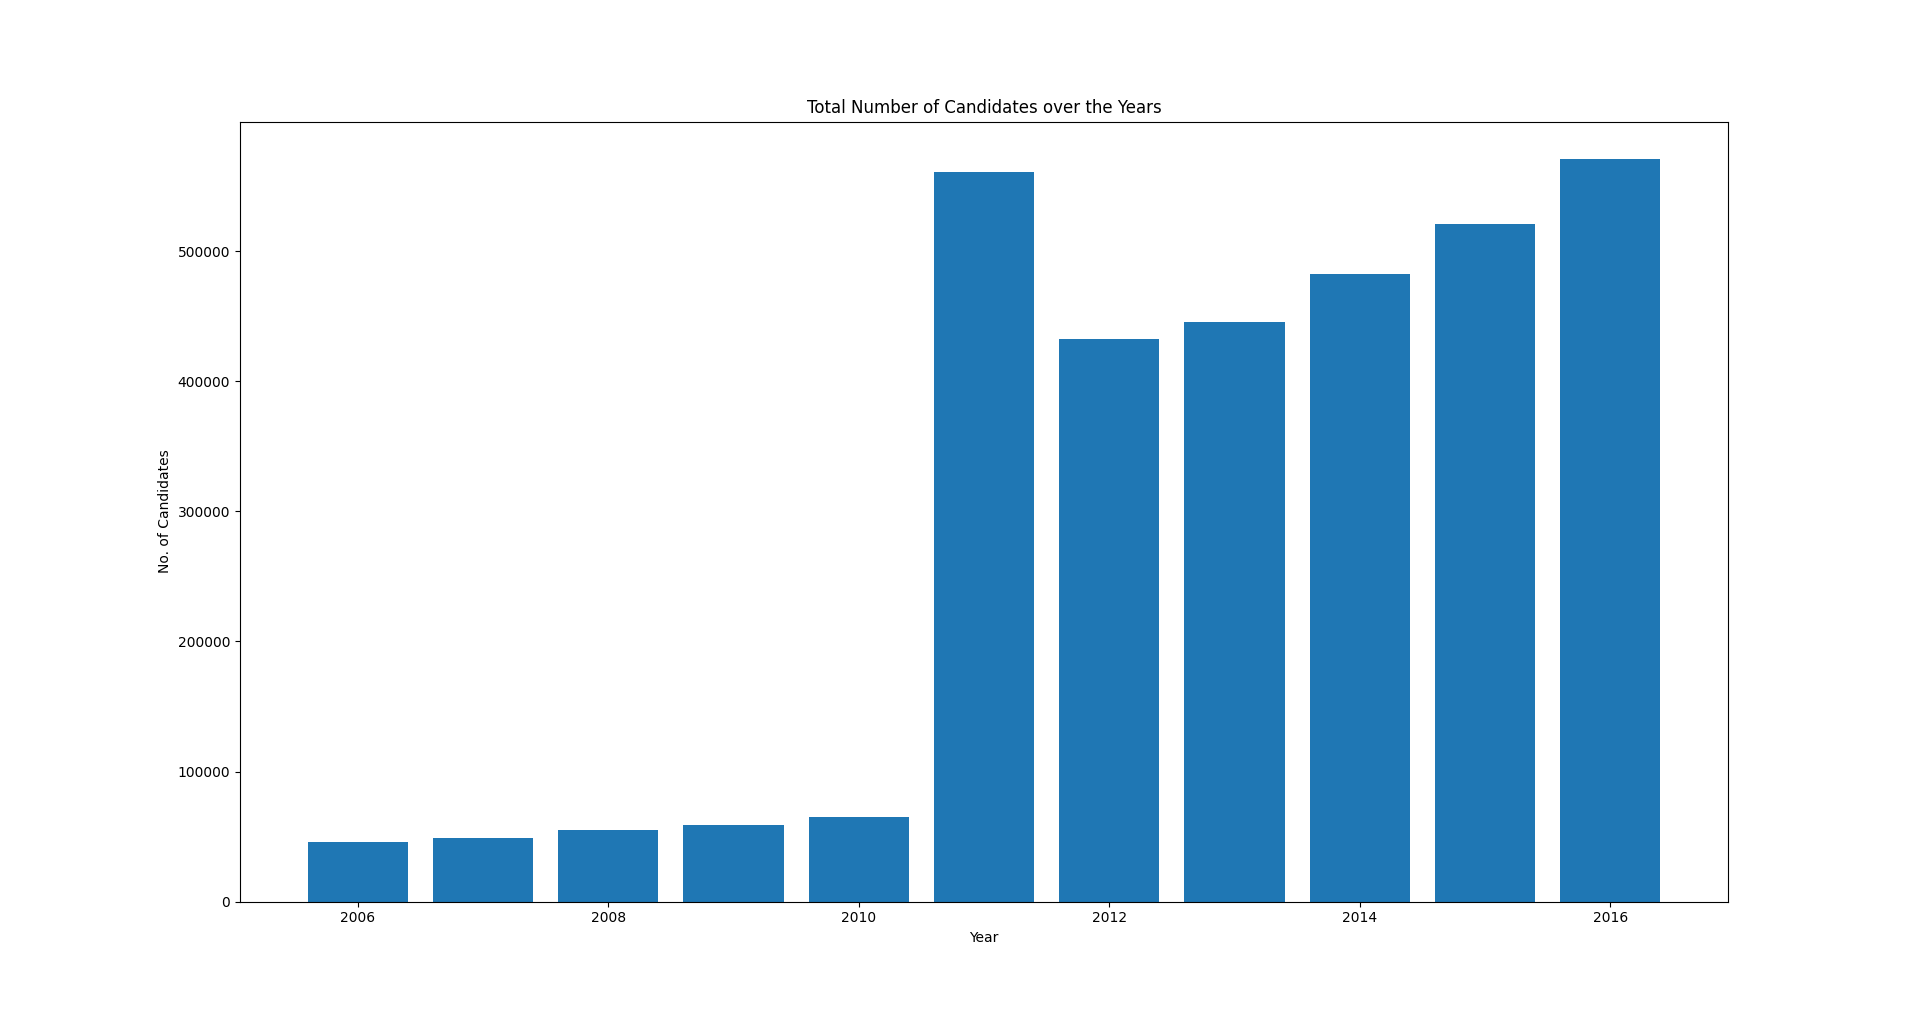 Total Number of Candidates over the Years
500000
400000
300000
200000
100000
0
No. of Candidates
2006 2008 2010 2012 2014 2016
Year